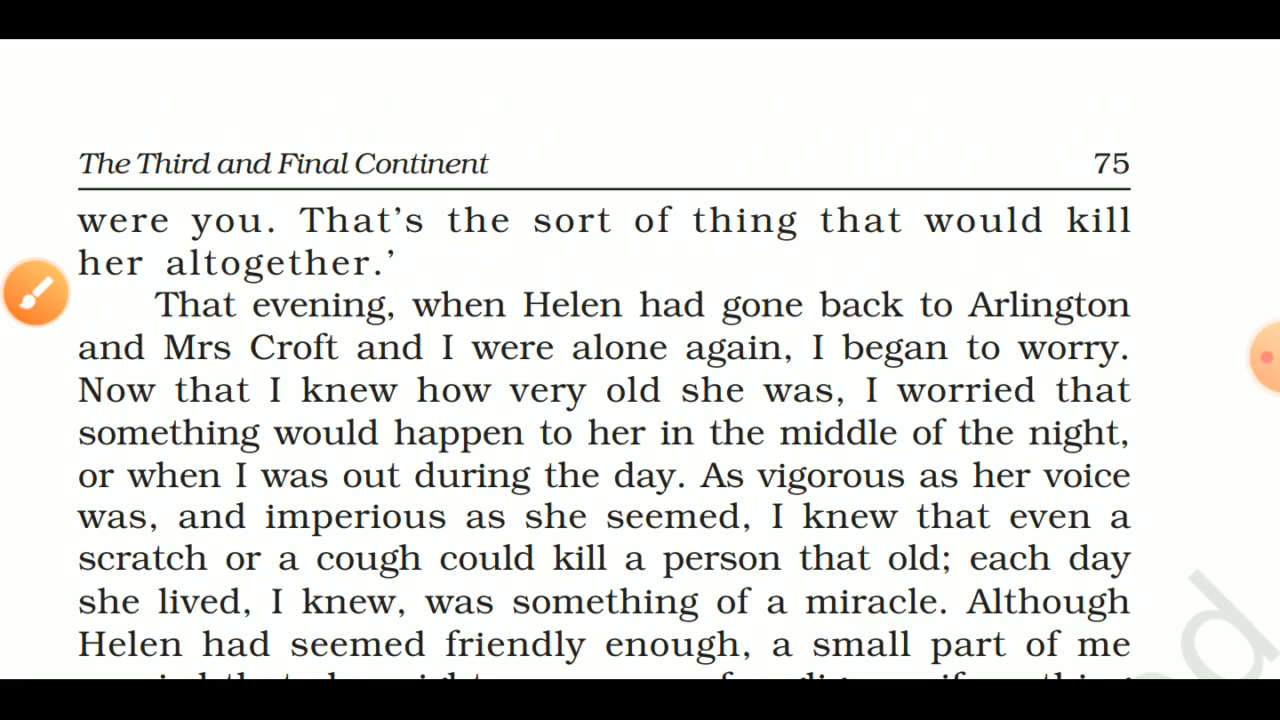 The Third and Final Continent 75
were you. That's the sort of thing that would kill
her altogether.'
That evening, when Helen had gone back to Arlington
and Mrs Croft and I were alone again, I began to worry.
Now that I knew how very old she was, I worried that
something would happen to her in the middle of the night,
or when I was out during the day. As vigorous as her voice
was, and imperious as she seemed, I knew that even a
scratch or a cough could kill a person that old; each day
she lived, I knew, was something of a miracle. Although
Helen had seemed friendly enough, a small part of me